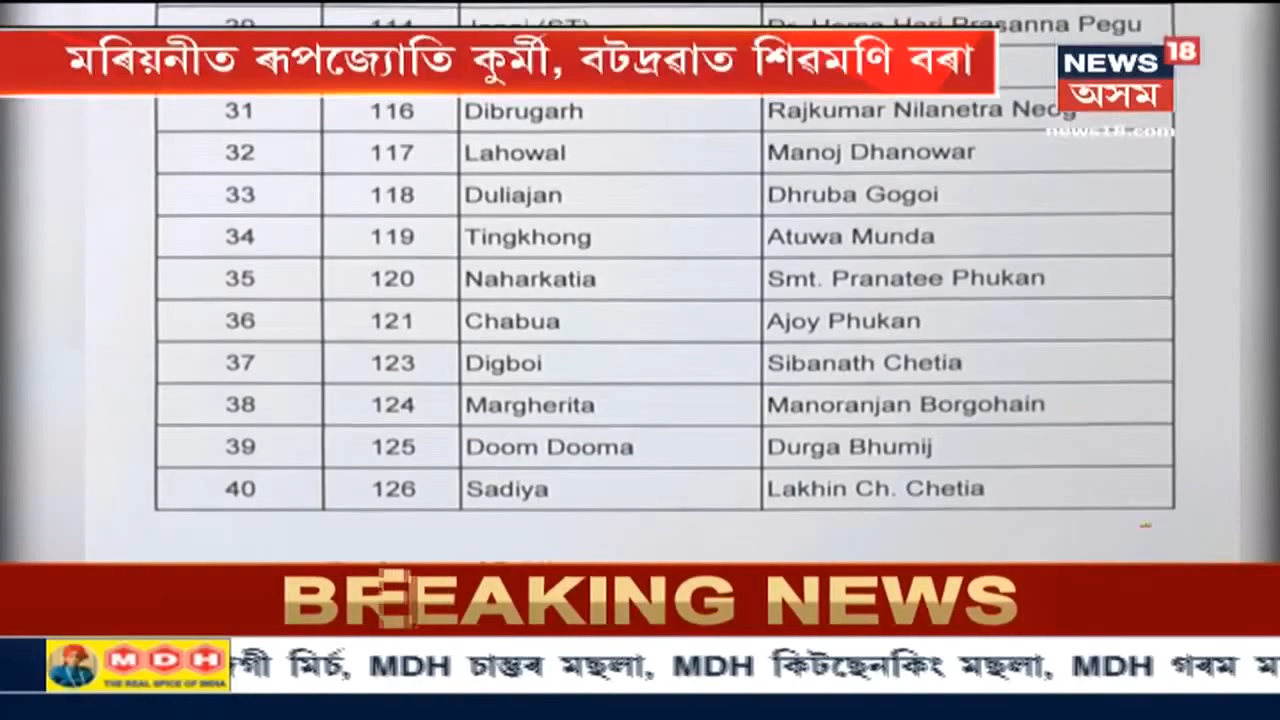 Prasanna Pegu
মৰিয়নীত ৰূপজ্যোতি কুৰ্মী, বটদ্ৰৱাত শিৱমণি বৰা
NEWS 18
অসম
news18.com
31 116 Dibrugarh Rajkumar Nilanetra Neog
32 117 Lahowal Manoj Dhanowar
33 118 Duliajan Dhruba Gogoi
34 119 Tingkhong Atuwa Munda
35 120 Naharkatia Smt. Pranatee Phukan
36 121 Chabua Ajoy Phukan
37 123 Digboi Sibanath Chetia
38 124 Margherita Manoranjan Borgohain
39 125 Doom Dooma Durga Bhumij
40 126 Sadiya Lakhin Ch. Chetia
BREAKING NEWS
MDH
THE REAL SPICE OF INDIA
মিৰ্চ, MDH চাম্ভৰ মছলা, MDH কিটছেনকিং মছলা, MDH গৰম